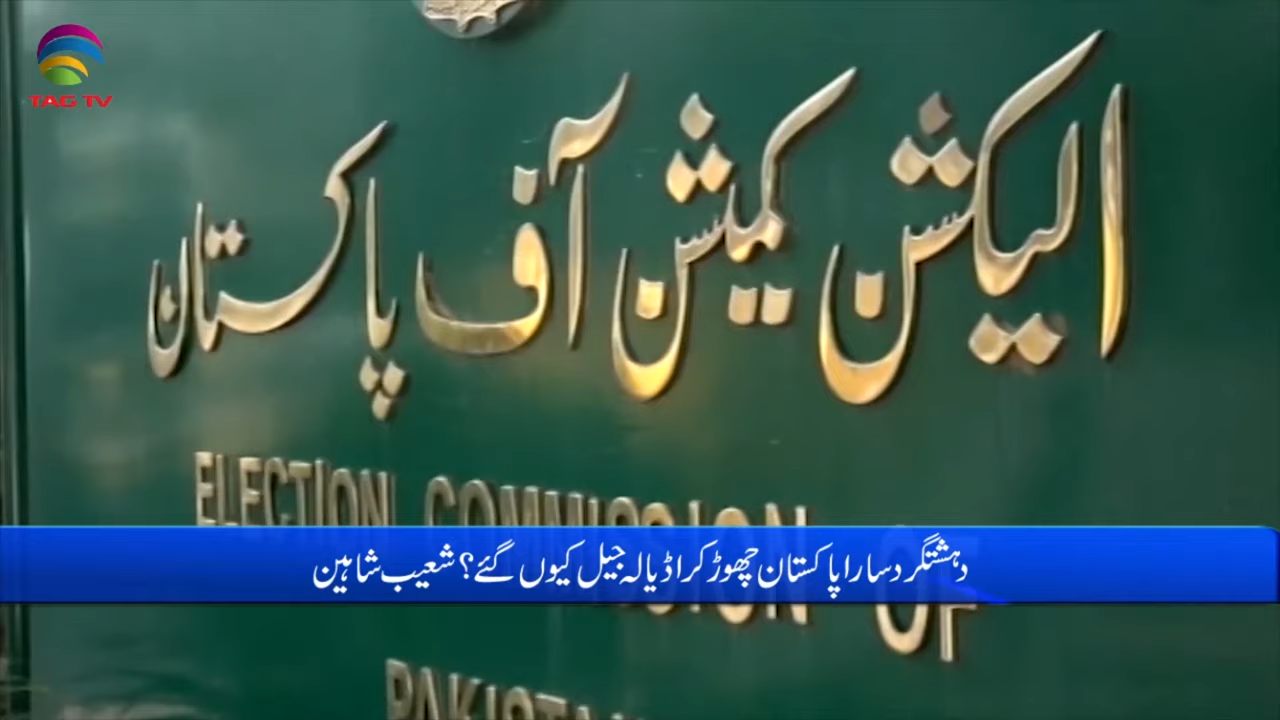 TAG TV
الیکشن کمیشن آف پاکستان
ELECTION COMMISSION OF
دہشتگرد سارا پاکستان چھوڑ کر اڈیالہ جیل کیوں گئے؟ شعیب شاہین